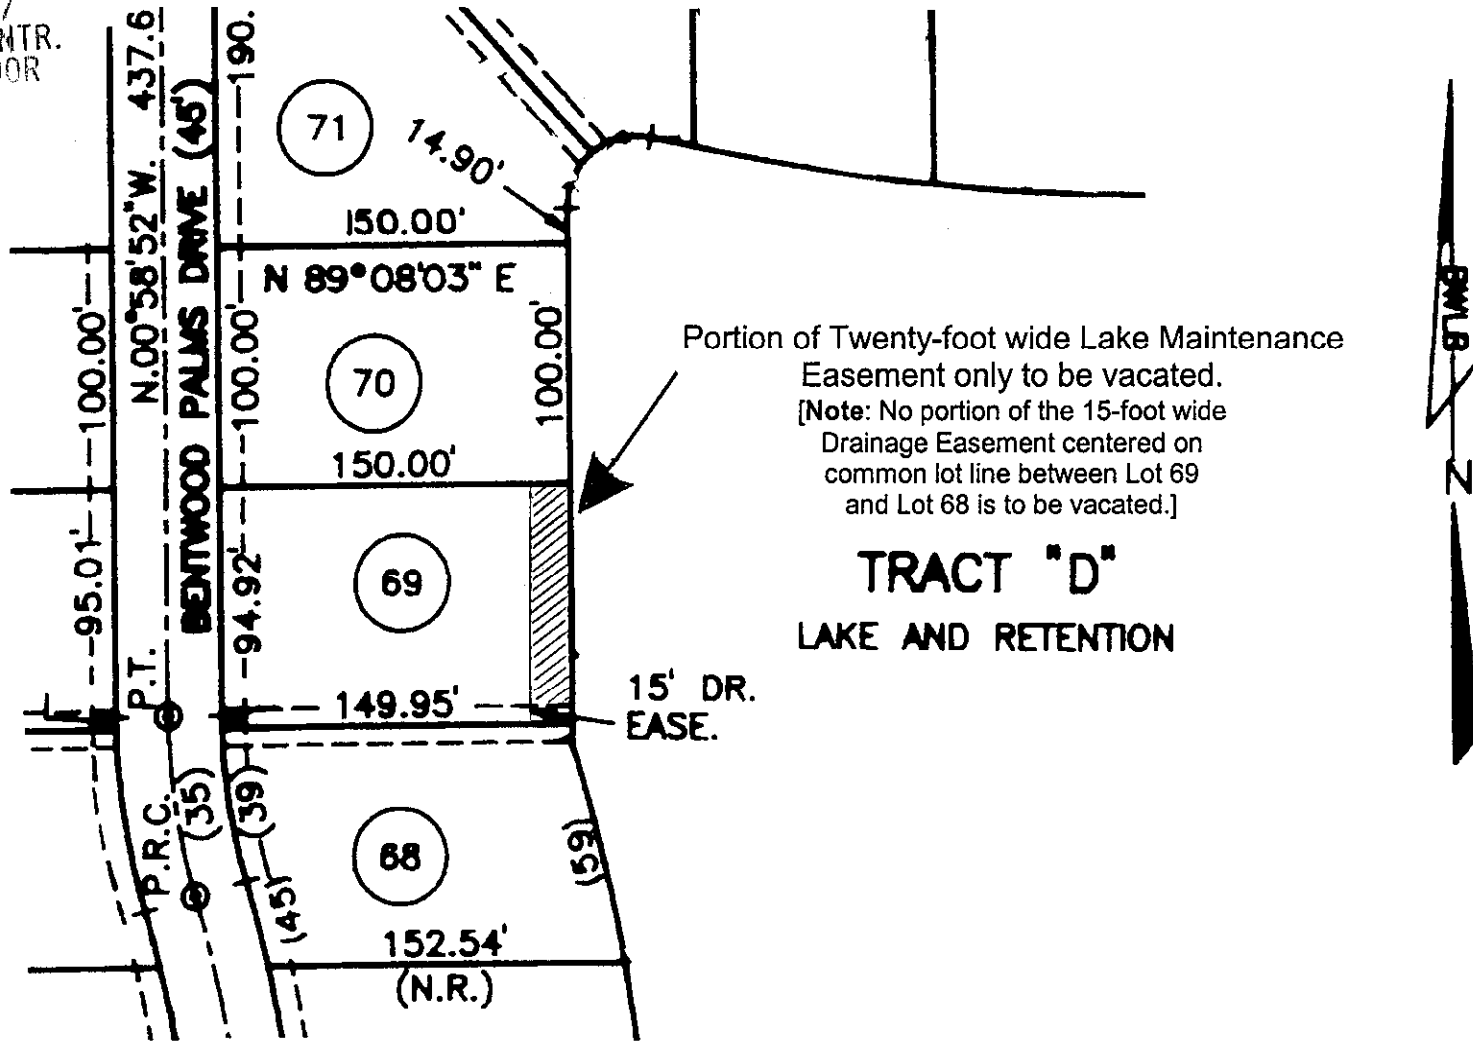 NTR.
OR
N.00°58'52"W. 437.6
BENTWOOD PALMS DRIVE (45')
190.
71
14.90'
150.00'
N 89°08'03" E
100.00'
100.00'
100.00'
70
150.00'
Portion of Twenty-foot wide Lake Maintenance
Easement only to be vacated.
[Note: No portion of the 15-foot wide
Drainage Easement centered on
common lot line between Lot 69
and Lot 68 is to be vacated.]
TRACT "D"
LAKE AND RETENTION
95.01'
94.92'
69
P.T.
149.95'
15' DR.
EASE.
P.R.C.
(35)
(39)
(45)
68
(59)
152.54'
(N.R.)
BWLB
N